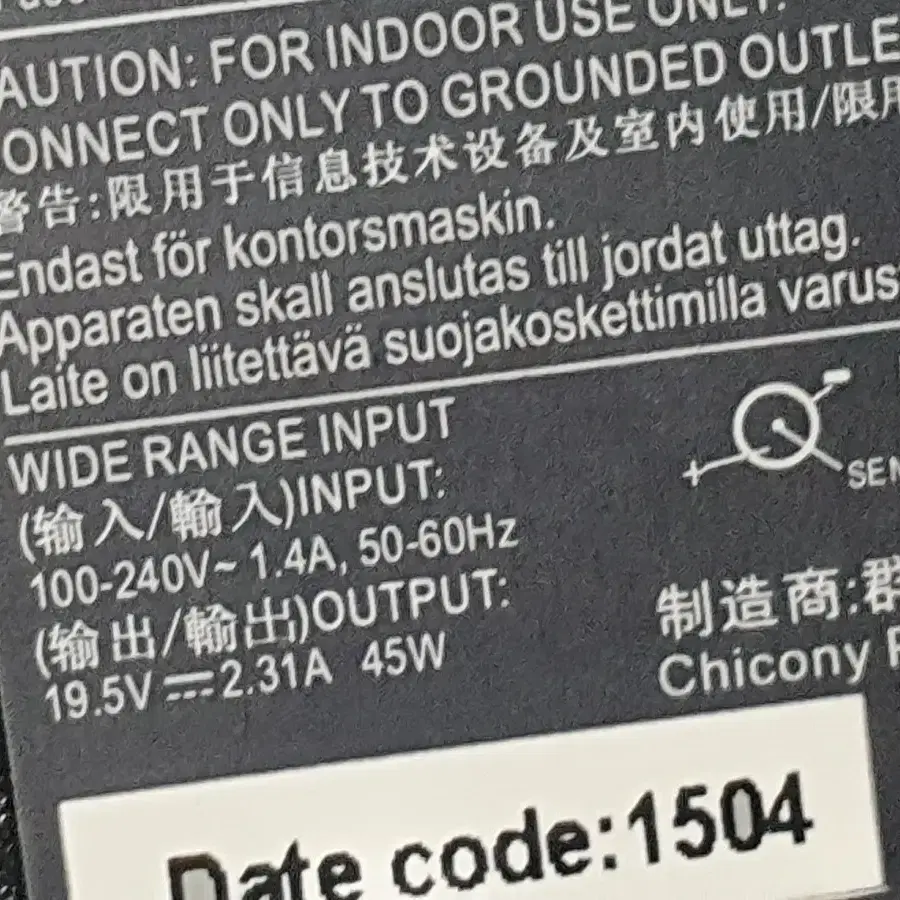 AUTION: FOR INDOOR USE ONLY.
ONNECT ONLY TO GROUNDED OUTLE
警告:限用于信息技术设备及室内使用/限用
Endast för kontorsmaskin.
Apparaten skall anslutas till jordat uttag.
Laite on liitettävä suojakoskettimilla varus
WIDE RANGE INPUT
(输入/輸入)INPUT:
100-240V~ 1.4A, 50-60Hz
(输出/輸出)OUTPUT:
19.5V⎓2.31A 45W
+
SEN
制造商:群
Chicony P
Date code:1504